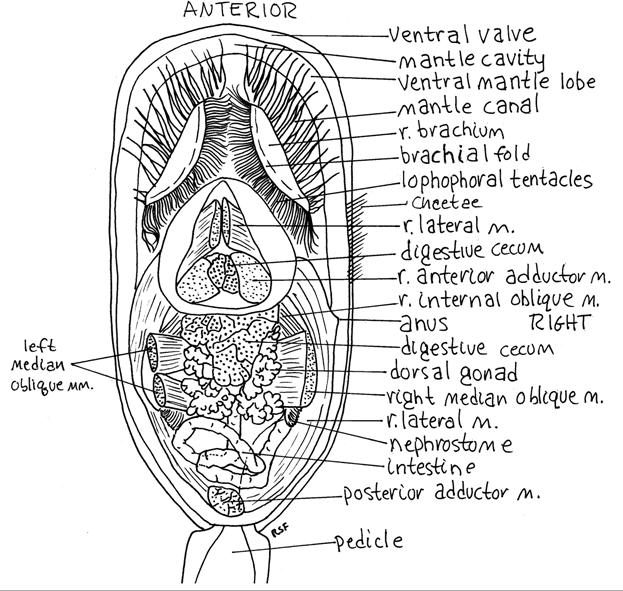 ANTERIOR
ventral valve
mantle cavity
ventral mantle lobe
mantle canal
r. brachium
brachial fold
lophophoral tentacles
chaetae
r. lateral m.
digestive cecum
r. anterior adductor m.
r. internal oblique m.
anus RIGHT
digestive cecum
dorsal gonad
right median oblique m.
r. lateral m.
nephrostome
intestine
posterior adductor m.
pedicle
left
median
oblique mm.
RSF